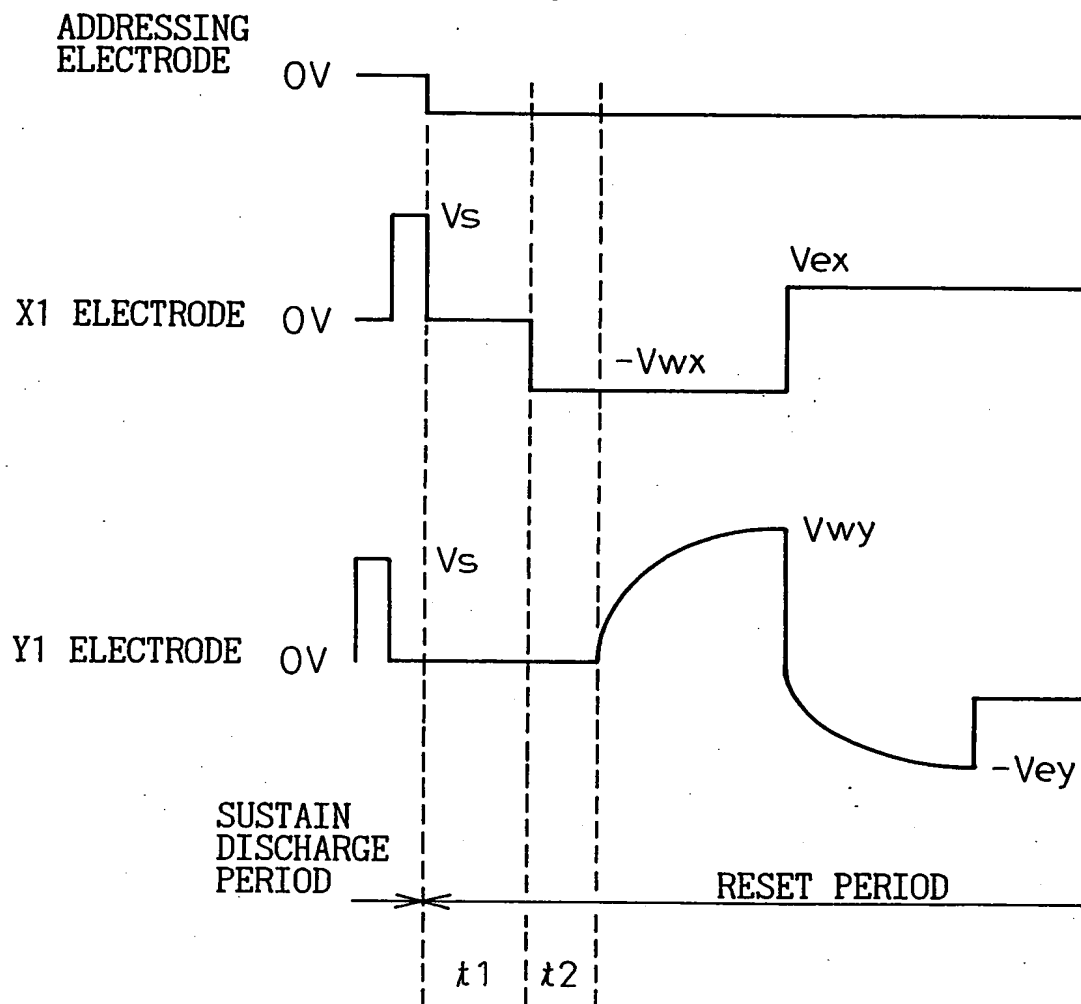 ADDRESSING
ELECTRODE
0V
Vs
Vex
X1 ELECTRODE
0V
-Vwx
Vwy
Vs
Y1 ELECTRODE
0V
-Vey
SUSTAIN
DISCHARGE
PERIOD
RESET PERIOD
t1
t2